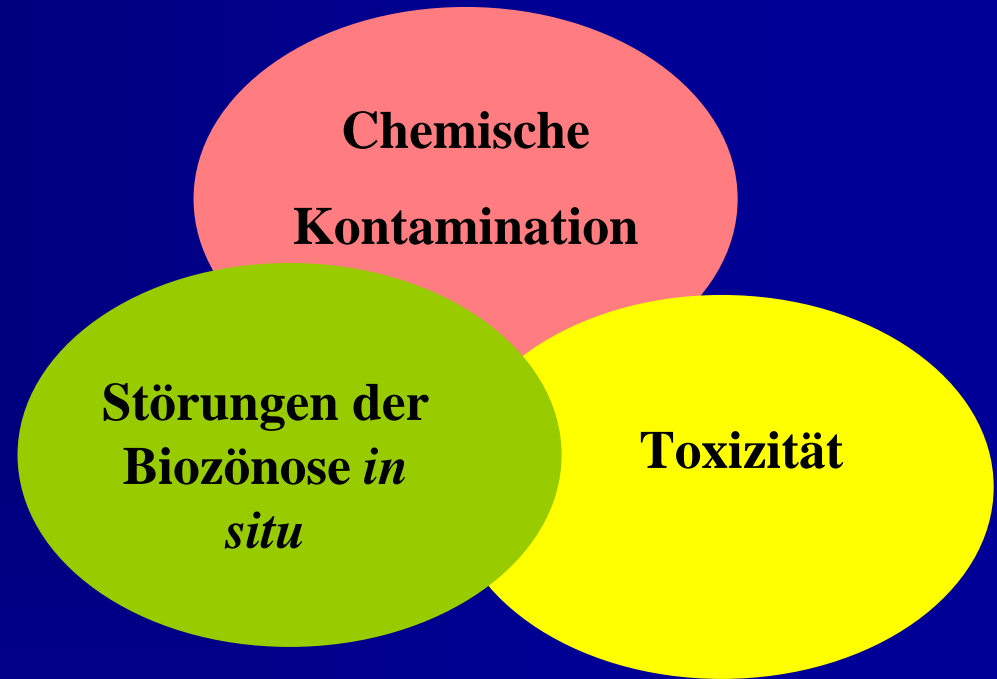 Chemische
Kontamination
Störungen der
Biozönose in
situ
Toxizität